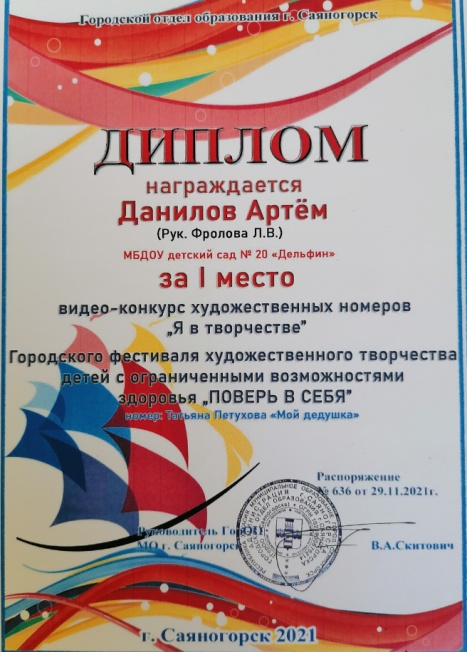 Городской отдел образования г. Саяногорск
ДИПЛОМ
награждается
Данилов Артём
(Рук. Фролова Л.В.)
МБДОУ детский сад № 20 «Дельфин»
за I место
видео-конкурс художественных номеров
„Я в творчестве”
Городского фестиваля художественного творчества
детей с ограниченными возможностями
здоровья „ПОВЕРЬ В СЕБЯ”
номер: Татьяна Петухова «Мой дедушка»
Распоряжение
№ 636 от 29.11.2021г.
Руководитель ГорОО
МО г. Саяногорск
В.А.Скитович
г. Саяногорск 2021